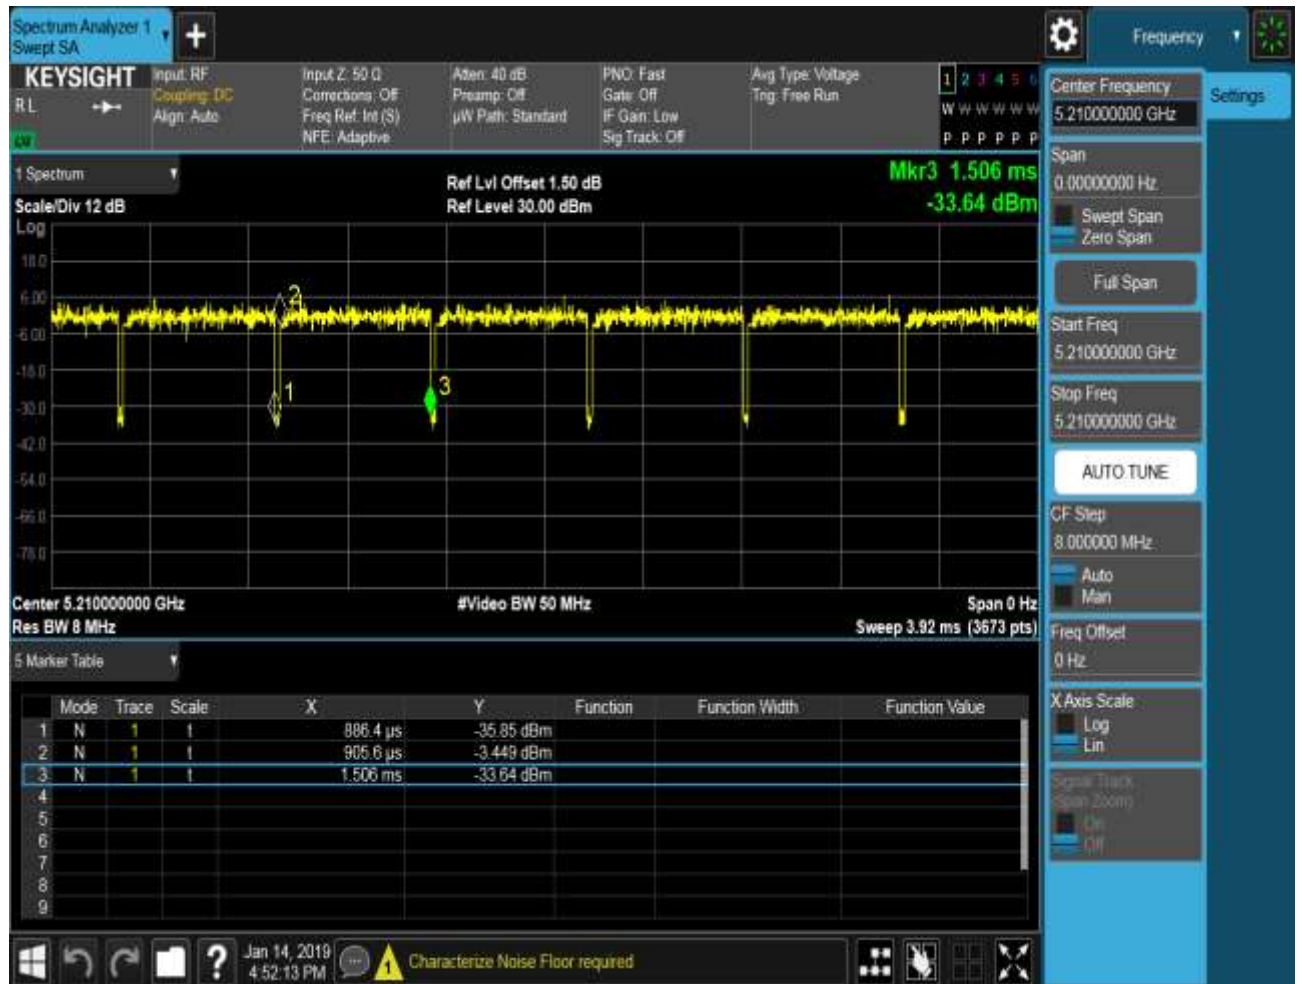 Spectrum Analyzer 1
Swept SA
+
Frequency
KEYSIGHT
R L
Input: RF
Coupling: DC
Align: Auto
Input Z: 50 Ω
Corrections: Off
Freq Ref: Int (S)
NFE: Adaptive
Atten: 40 dB
Preamp: Off
µW Path: Standard
PNO: Fast
Gate: Off
IF Gain: Low
Sig Track: Off
Avg Type: Voltage
Trig: Free Run
1 2 3 4 5 6
W W W W W W
P P P P P P
1 Spectrum
Scale/Div 12 dB
Ref Lvl Offset 1.50 dB
Ref Level 30.00 dBm
Mkr3 1.506 ms
-33.64 dBm
Log
18.0
6.00
-6.00
-18.0
-30.0
-42.0
-54.0
-66.0
-78.0
2
1
3
Center 5.210000000 GHz
Res BW 8 MHz
#Video BW 50 MHz
Span 0 Hz
Sweep 3.92 ms (3673 pts)
5 Marker Table
Mode Trace Scale X Y Function Function Width Function Value
1 N 1 t 886.4 µs -35.85 dBm
2 N 1 t 905.6 µs -3.449 dBm
3 N 1 t 1.506 ms -33.64 dBm
4
5
6
7
8
9
Jan 14, 2019
4:52:13 PM
?
1
Characterize Noise Floor required
Center Frequency
5.210000000 GHz
Settings
Span
0.00000000 Hz
Swept Span
Zero Span
Full Span
Start Freq
5.210000000 GHz
Stop Freq
5.210000000 GHz
AUTO TUNE
CF Step
8.000000 MHz
Auto
Man
Freq Offset
0 Hz
X Axis Scale
Log
Lin
Signal Track
(Span Zoom)
On
Off